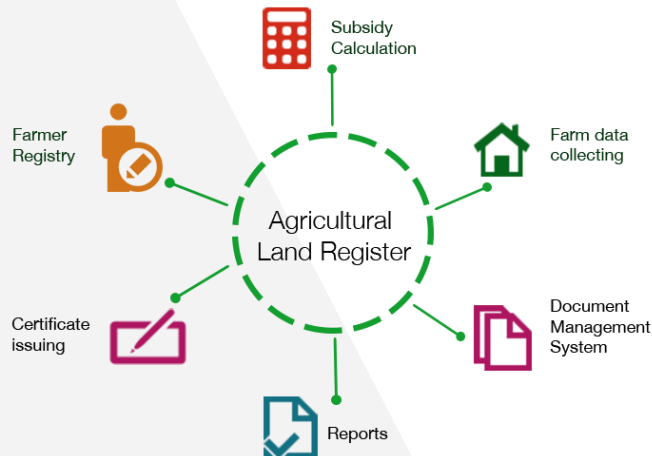 Subsidy
Calculation
Farmer
Registry
Farm data
collecting
Agricultural
Land Register
Certificate
issuing
Document
Management
System
Reports